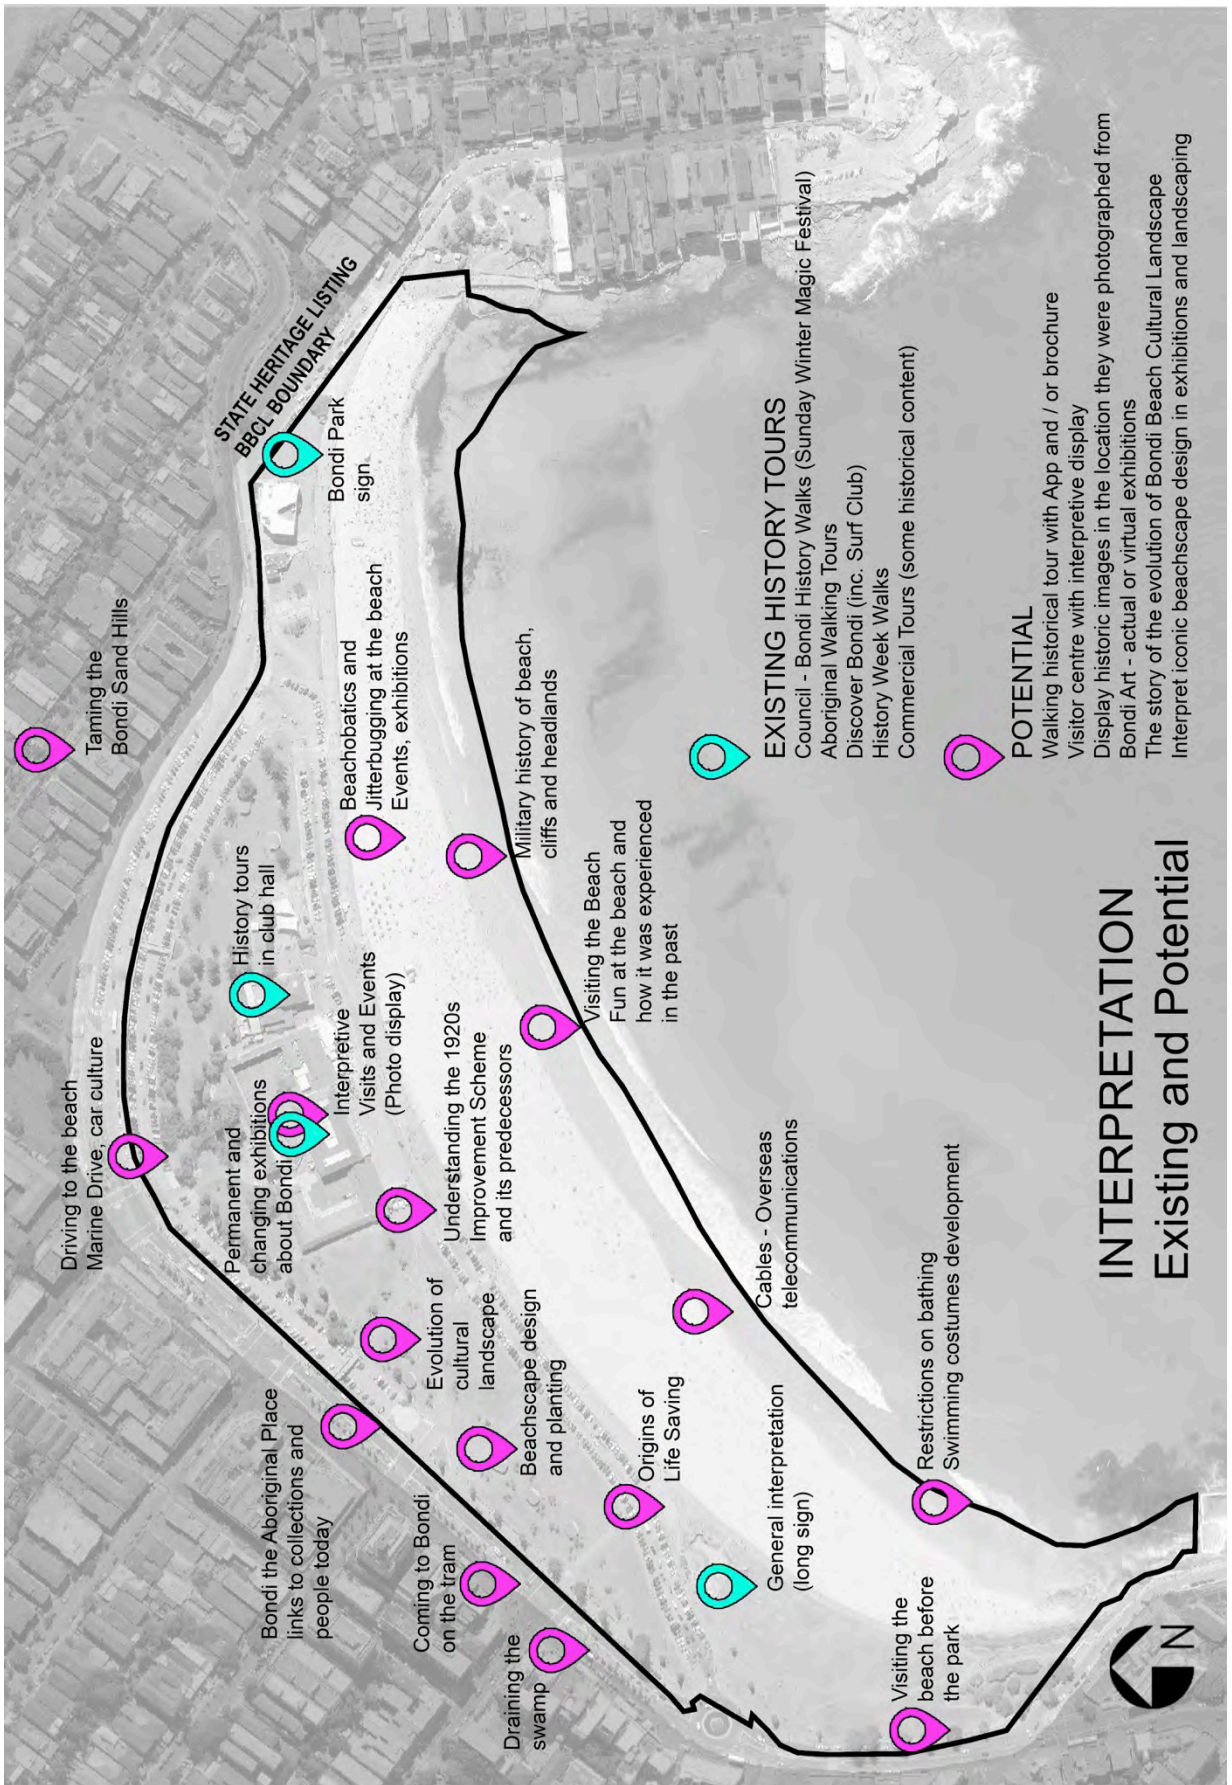 Taming the
Bondi Sand Hills
STATE HERITAGE LISTING
BBCL BOUNDARY
Bondi Park
sign
Driving to the beach
Marine Drive, car culture
History tours
in club hall
Beachobatics and
Jitterbugging at the beach
Events, exhibitions
Permanent and
changing exhibitions
about Bondi
Interpretive
Visits and Events
(Photo display)
Military history of beach,
cliffs and headlands
Understanding the 1920s
Improvement Scheme
and its predecessors
Visiting the Beach
Fun at the beach and
how it was experienced
in the past
Bondi the Aboriginal Place
links to collections and
people today
Evolution of
cultural
landscape
Beachscape design
and planting
Coming to Bondi
on the tram
Draining the
swamp
Origins of
Life Saving
Cables - Overseas
telecommunications
General interpretation
(long sign)
Restrictions on bathing
Swimming costumes development
Visiting the
beach before
the park
EXISTING HISTORY TOURS
Council - Bondi History Walks (Sunday Winter Magic Festival)
Aboriginal Walking Tours
Discover Bondi (inc. Surf Club)
History Week Walks
Commercial Tours (some historical content)
POTENTIAL
Walking historical tour with App and / or brochure
Visitor centre with interpretive display
Display historic images in the location they were photographed from
Bondi Art - actual or virtual exhibitions
The story of the evolution of Bondi Beach Cultural Landscape
Interpret iconic beachscape design in exhibitions and landscaping
INTERPRETATION
Existing and Potential
N